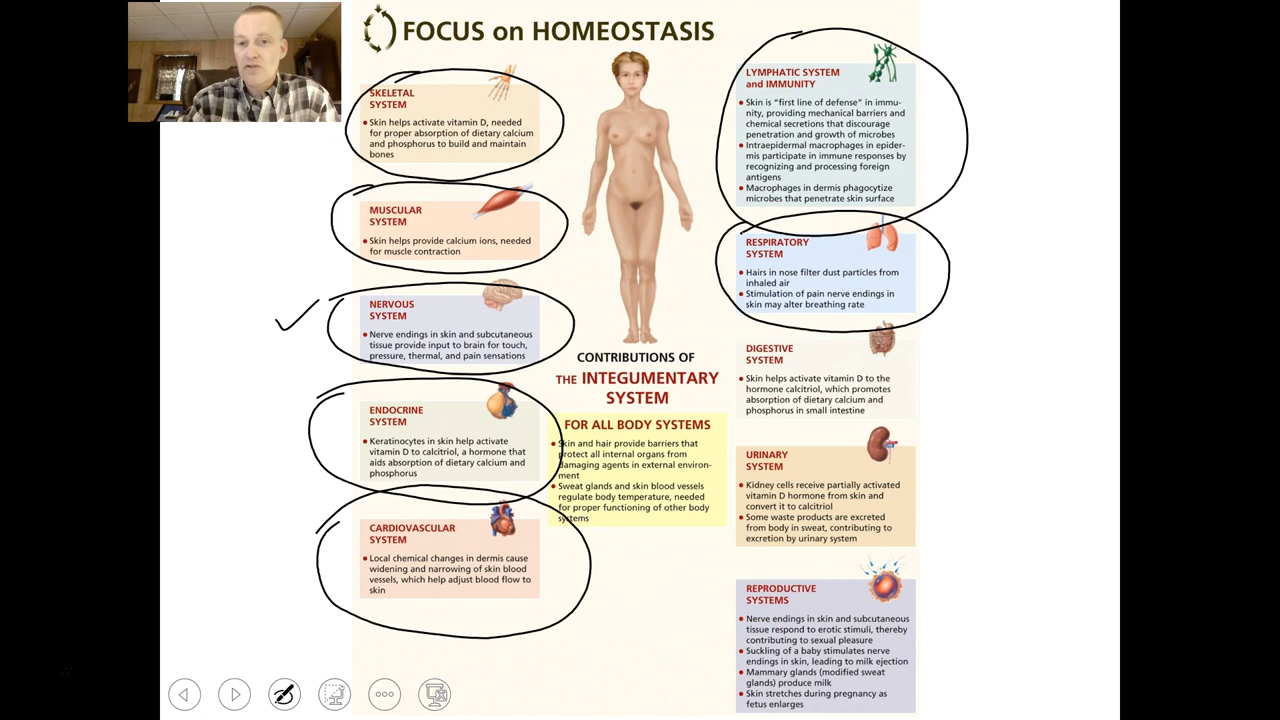 FOCUS on HOMEOSTASIS
SKELETAL
SYSTEM
Skin helps activate vitamin D, needed
for proper absorption of dietary calcium
and phosphorus to build and maintain
bones
MUSCULAR
SYSTEM
Skin helps provide calcium ions, needed
for muscle contraction
NERVOUS
SYSTEM
Nerve endings in skin and subcutaneous
tissue provide input to brain for touch,
pressure, thermal, and pain sensations
ENDOCRINE
SYSTEM
Keratinocytes in skin help activate
vitamin D to calcitriol, a hormone that
aids absorption of dietary calcium and
phosphorus
CARDIOVASCULAR
SYSTEM
Local chemical changes in dermis cause
widening and narrowing of skin blood
vessels, which help adjust blood flow to
skin
CONTRIBUTIONS OF
THE INTEGUMENTARY
SYSTEM
FOR ALL BODY SYSTEMS
Skin and hair provide barriers that
protect all internal organs from
damaging agents in external environ-
ment
Sweat glands and skin blood vessels
regulate body temperature, needed
for proper functioning of other body
systems
LYMPHATIC SYSTEM
and IMMUNITY
Skin is “first line of defense” in immu-
nity, providing mechanical barriers and
chemical secretions that discourage
penetration and growth of microbes
Intraepidermal macrophages in epider-
mis participate in immune responses by
recognizing and processing foreign
antigens
Macrophages in dermis phagocytize
microbes that penetrate skin surface
RESPIRATORY
SYSTEM
Hairs in nose filter dust particles from
inhaled air
Stimulation of pain nerve endings in
skin may alter breathing rate
DIGESTIVE
SYSTEM
Skin helps activate vitamin D to the
hormone calcitriol, which promotes
absorption of dietary calcium and
phosphorus in small intestine
URINARY
SYSTEM
Kidney cells receive partially activated
vitamin D hormone from skin and
convert it to calcitriol
Some waste products are excreted
from body in sweat, contributing to
excretion by urinary system
REPRODUCTIVE
SYSTEMS
Nerve endings in skin and subcutaneous
tissue respond to erotic stimuli, thereby
contributing to sexual pleasure
Suckling of a baby stimulates nerve
endings in skin, leading to milk ejection
Mammary glands (modified sweat
glands) produce milk
Skin stretches during pregnancy as
fetus enlarges